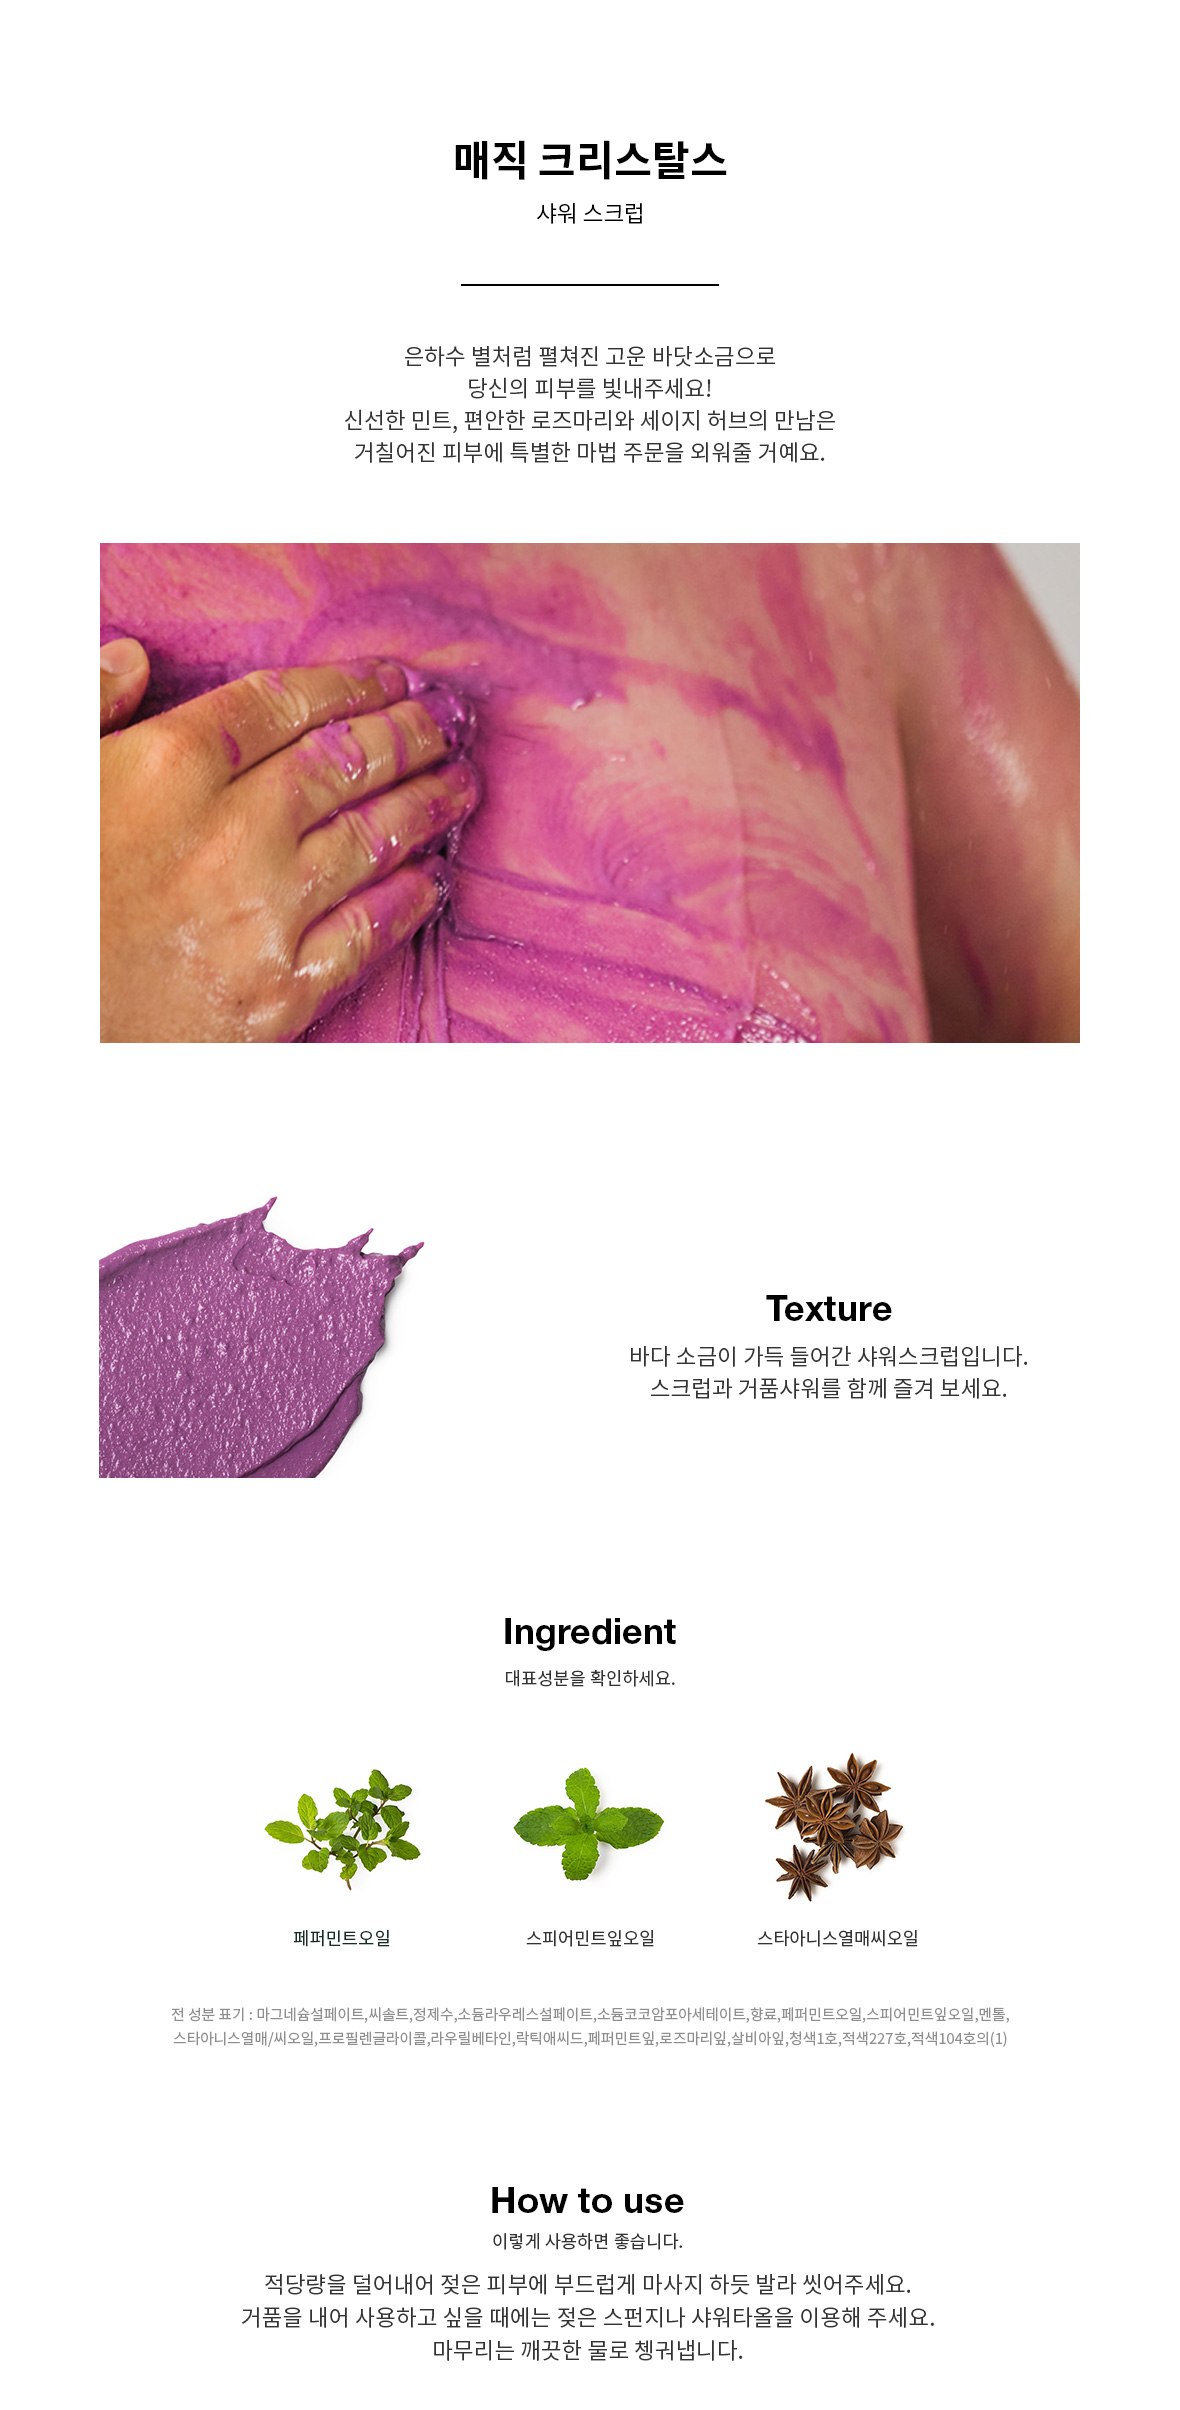 매직 크리스탈스
샤워 스크럽
은하수 별처럼 펼쳐진 고운 바닷소금으로
당신의 피부를 빛내주세요!
신선한 민트, 편안한 로즈마리와 세이지 허브의 만남은
거칠어진 피부에 특별한 마법 주문을 외워줄 거예요.
Texture
바다 소금이 가득 들어간 샤워스크럽입니다.
스크럽과 거품샤워를 함께 즐겨 보세요.
Ingredient
대표성분을 확인하세요.
페퍼민트오일
스피어민트잎오일
스타아니스열매씨오일
전 성분 표기 : 마그네슘설페이트,씨솔트,정제수,소듐라우레스설페이트,소듐코코암포아세테이트,향료,페퍼민트오일,스피어민트잎오일,멘톨,
스타아니스열매/씨오일,프로필렌글라이콜,라우릴베타인,락틱애씨드,페퍼민트잎,로즈마리잎,살비아잎,청색1호,적색227호,적색104호의(1)
How to use
이렇게 사용하면 좋습니다.
적당량을 덜어내어 젖은 피부에 부드럽게 마사지 하듯 발라 씻어주세요.
거품을 내어 사용하고 싶을 때에는 젖은 스펀지나 샤워타올을 이용해 주세요.
마무리는 깨끗한 물로 쳉궈냅니다.